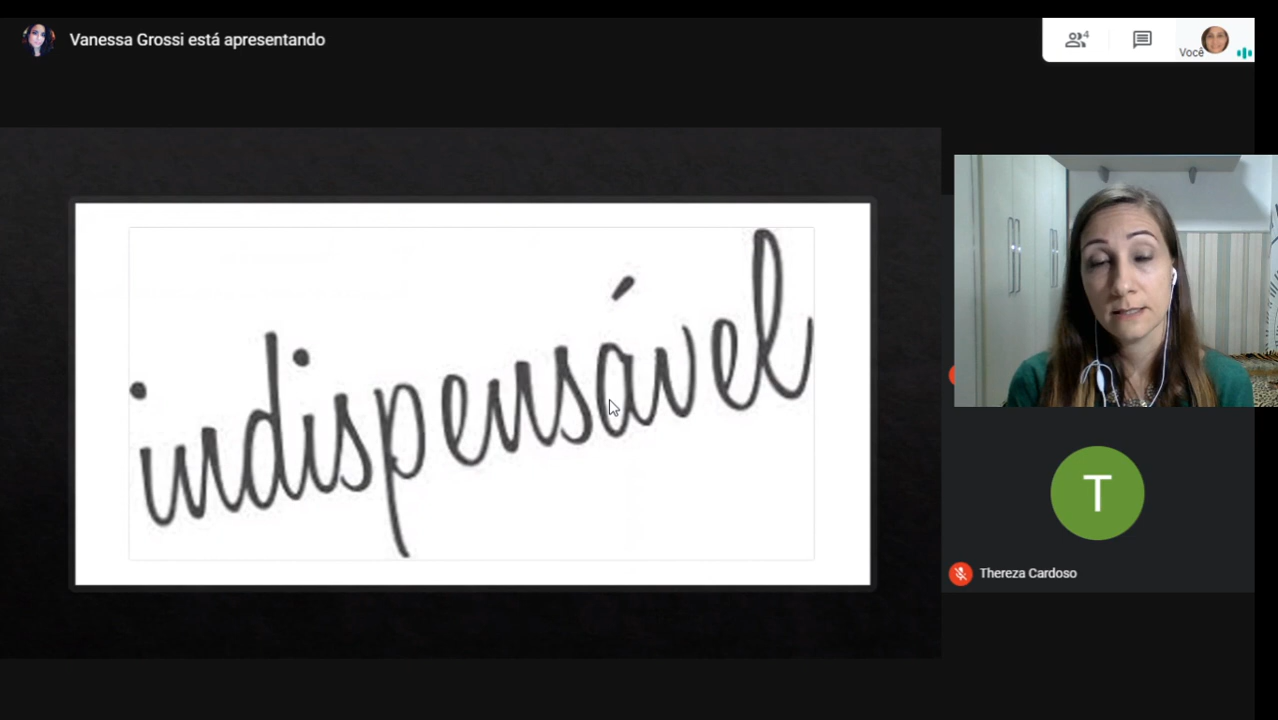 Vanessa Grossi está apresentando
4
Você
indispensável
T
Thereza Cardoso